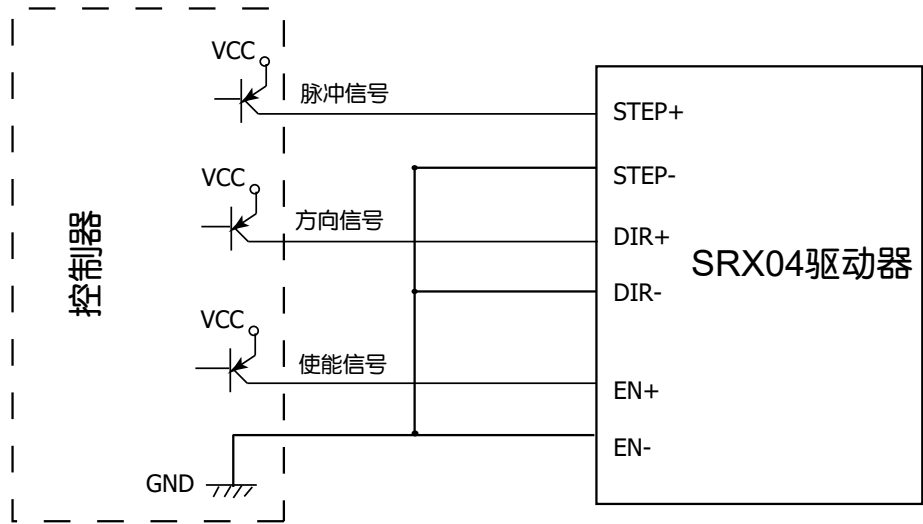 VCC
脉冲信号
STEP+
STEP-
VCC
方向信号
DIR+
控制器
SRX04驱动器
DIR-
VCC
使能信号
EN+
EN-
GND